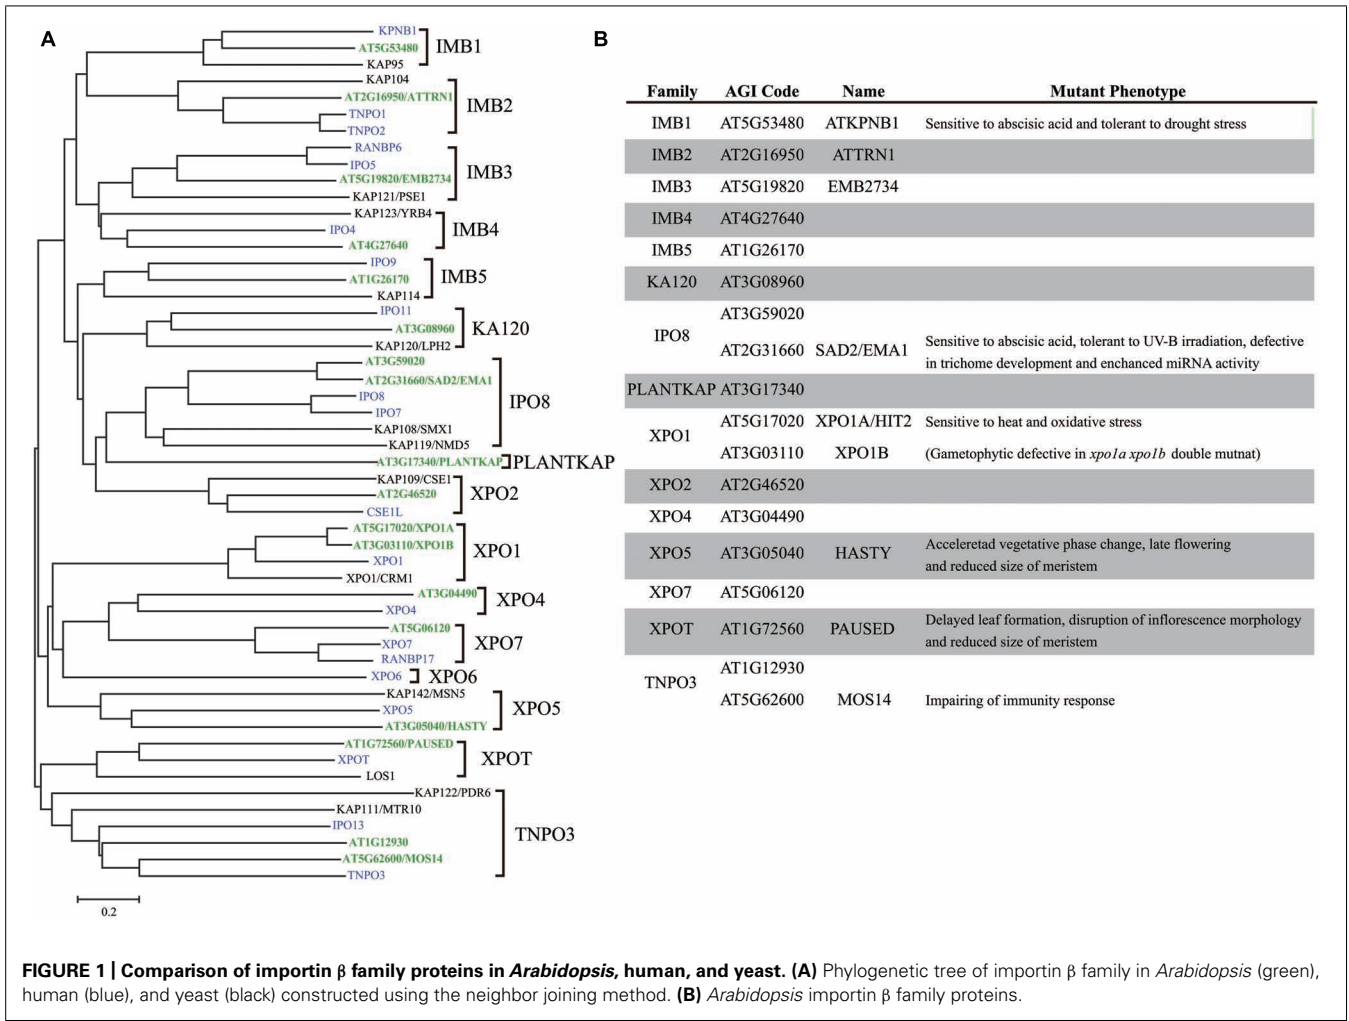 A
KPNB1
AT5G53480
KAP95
IMB1
KAP104
AT2G16950/ATTRN1
TNPO1
TNPO2
IMB2
RANBP6
IPO5
AT5G19820/EMB2734
KAP121/PSE1
IMB3
KAP123/YRB4
IPO4
AT4G27640
IMB4
IPO9
AT1G26170
KAP114
IMB5
IPO11
AT3G08960
KAP120/LPH2
KA120
AT3G59020
AT2G31660/SAD2/EMA1
IPO8
IPO7
KAP108/SMX1
KAP119/NMD5
IPO8
AT3G17340/PLANTKAP
PLANTKAP
KAP109/CSE1
AT2G46520
CSE1L
XPO2
AT5G17020/XPO1A
AT3G03110/XPO1B
XPO1
XPO1/CRM1
XPO1
AT3G04490
XPO4
XPO4
AT5G06120
XPO7
RANBP17
XPO7
XPO6
XPO6
KAP142/MSN5
XPO5
AT3G05040/HASTY
XPO5
AT1G72560/PAUSED
XPOT
LOS1
XPOT
KAP122/PDR6
KAP111/MTR10
IPO13
AT1G12930
AT5G62600/MOS14
TNPO3
TNPO3
0.2
B
Family AGI Code Name Mutant Phenotype
IMB1 AT5G53480 ATKPNB1 Sensitive to abscisic acid and tolerant to drought stress
IMB2 AT2G16950 ATTRN1
IMB3 AT5G19820 EMB2734
IMB4 AT4G27640
IMB5 AT1G26170
KA120 AT3G08960
IPO8 AT3G59020
AT2G31660 SAD2/EMA1 Sensitive to abscisic acid, tolerant to UV-B irradiation, defective
in trichome development and enchanced miRNA activity
PLANTKAP AT3G17340
XPO1 AT5G17020 XPO1A/HIT2 Sensitive to heat and oxidative stress
AT3G03110 XPO1B (Gametophytic defective in xpo1a xpo1b double mutnat)
XPO2 AT2G46520
XPO4 AT3G04490
XPO5 AT3G05040 HASTY Acceleretad vegetative phase change, late flowering
and reduced size of meristem
XPO7 AT5G06120
XPOT AT1G72560 PAUSED Delayed leaf formation, disruption of inflorescence morphology
and reduced size of meristem
TNPO3 AT1G12930
AT5G62600 MOS14 Impairing of immunity response
FIGURE 1 | Comparison of importin β family proteins in Arabidopsis, human, and yeast. (A) Phylogenetic tree of importin β family in Arabidopsis (green),
human (blue), and yeast (black) constructed using the neighbor joining method. (B) Arabidopsis importin β family proteins.